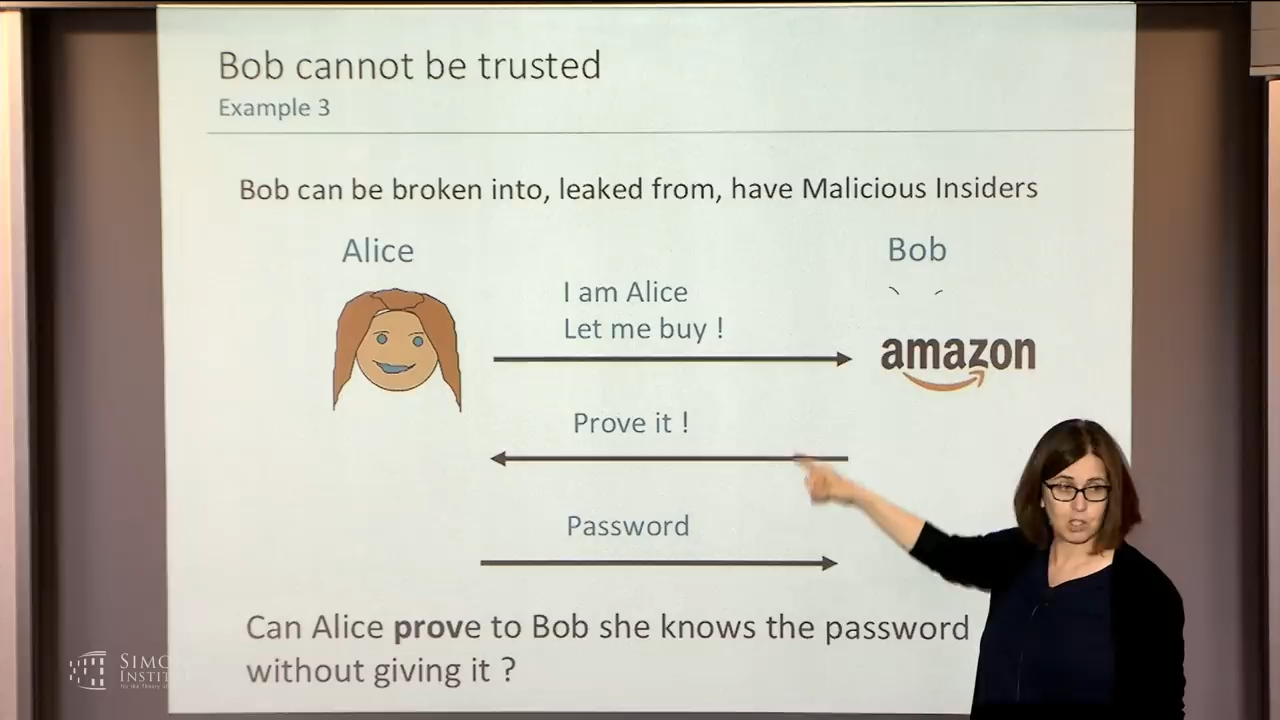 Bob cannot be trusted
Example 3
Bob can be broken into, leaked from, have Malicious Insiders
Alice
Bob
I am Alice
Let me buy !
amazon
Prove it !
Password
Can Alice prove to Bob she knows the password
without giving it ?